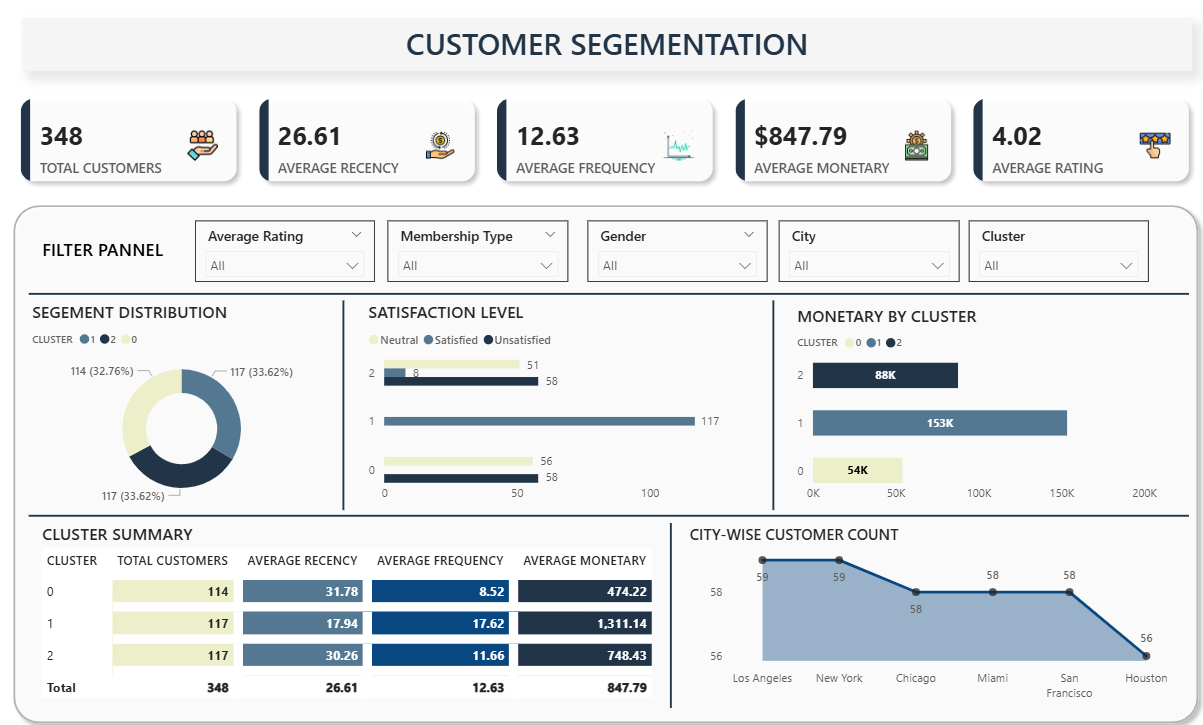 CUSTOMER SEGEMENTATION
348
TOTAL CUSTOMERS
26.61
AVERAGE RECENCY
12.63
AVERAGE FREQUENCY
$847.79
AVERAGE MONETARY
4.02
AVERAGE RATING
FILTER PANNEL
Average Rating
All
Membership Type
All
Gender
All
City
All
Cluster
All
SEGEMENT DISTRIBUTION
CLUSTER 1 2 0
114 (32.76%)
117 (33.62%)
117 (33.62%)
SATISFACTION LEVEL
Neutral Satisfied Unsatisfied
2 51
8
58
1 117
0 56
58
0 50 100
MONETARY BY CLUSTER
CLUSTER 0 1 2
2 88K
1 153K
0 54K
0K 50K 100K 150K 200K
CLUSTER SUMMARY
CLUSTER TOTAL CUSTOMERS AVERAGE RECENCY AVERAGE FREQUENCY AVERAGE MONETARY
0 114 31.78 8.52 474.22
1 117 17.94 17.62 1,311.14
2 117 30.26 11.66 748.43
Total 348 26.61 12.63 847.79
CITY-WISE CUSTOMER COUNT
58
56
59 59 58 58 58 56
Los Angeles New York Chicago Miami San Houston
Francisco